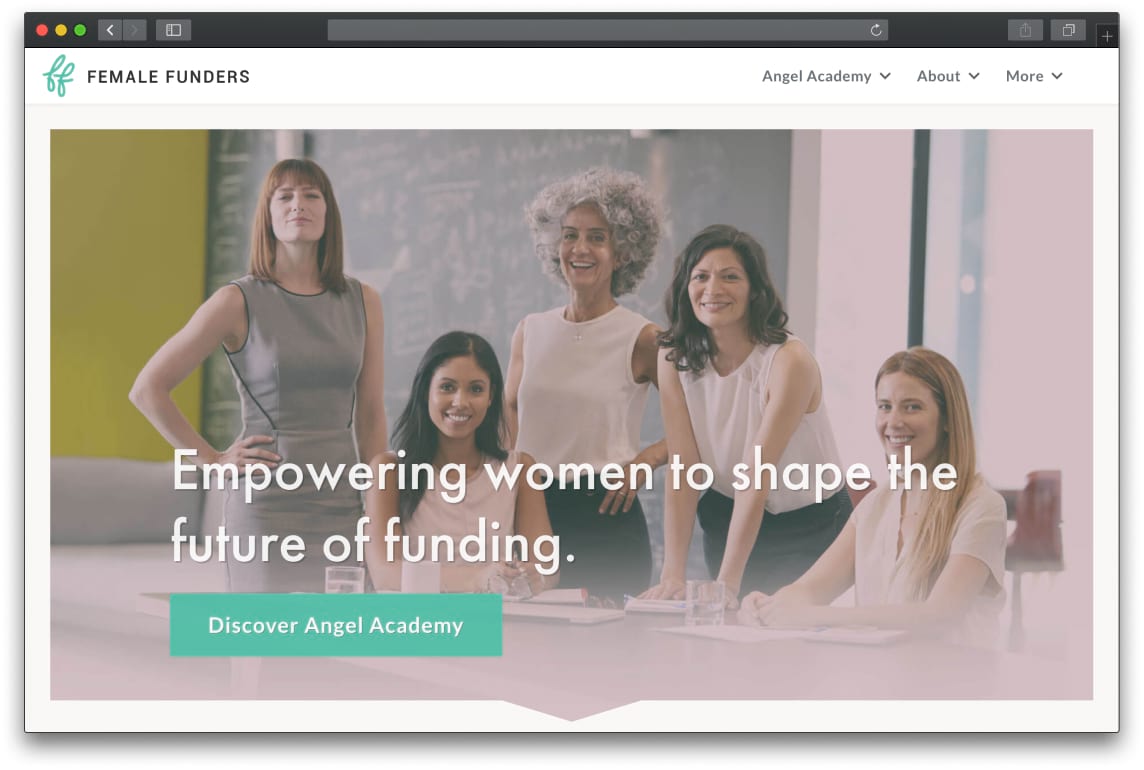 ff FEMALE FUNDERS
Angel Academy About More
Empowering women to shape the
future of funding.
Discover Angel Academy